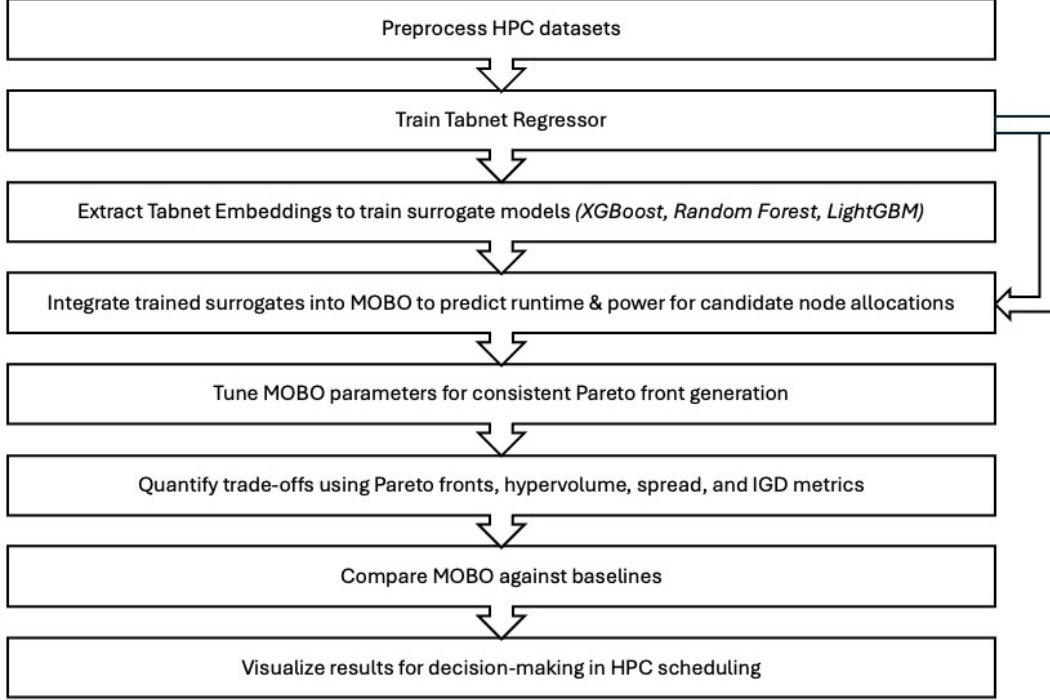 Preprocess HPC datasets
Train Tabnet Regressor
Extract Tabnet Embeddings to train surrogate models (XGBoost, Random Forest, LightGBM)
Integrate trained surrogates into MOBO to predict runtime & power for candidate node allocations
Tune MOBO parameters for consistent Pareto front generation
Quantify trade-offs using Pareto fronts, hypervolume, spread, and IGD metrics
Compare MOBO against baselines
Visualize results for decision-making in HPC scheduling